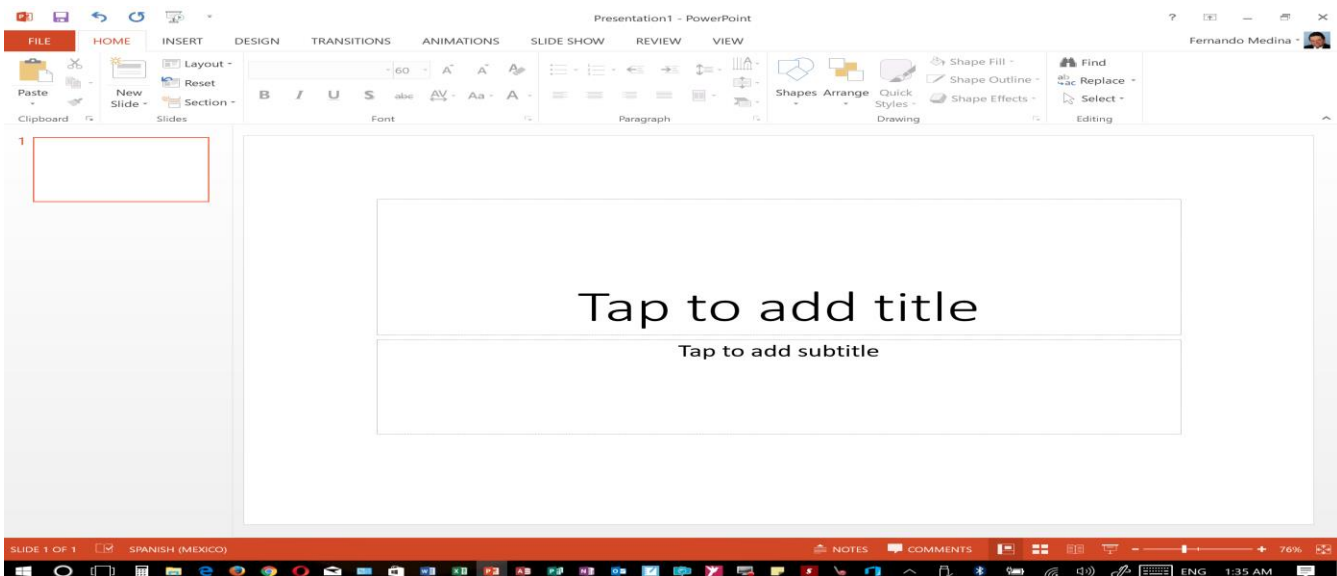 Presentation1 - PowerPoint
?
FILE HOME INSERT DESIGN TRANSITIONS ANIMATIONS SLIDE SHOW REVIEW VIEW Fernando Medina
Paste
New Slide
Layout
Reset
Section
60
B I U S abc AV Aa A
Shapes Arrange Quick Styles
Shape Fill
Shape Outline
Shape Effects
Find
Replace
Select
Clipboard Slides Font Paragraph Drawing Editing
1
Tap to add title
Tap to add subtitle
SLIDE 1 OF 1 SPANISH (MEXICO) NOTES COMMENTS 76%
ENG 1:35 AM